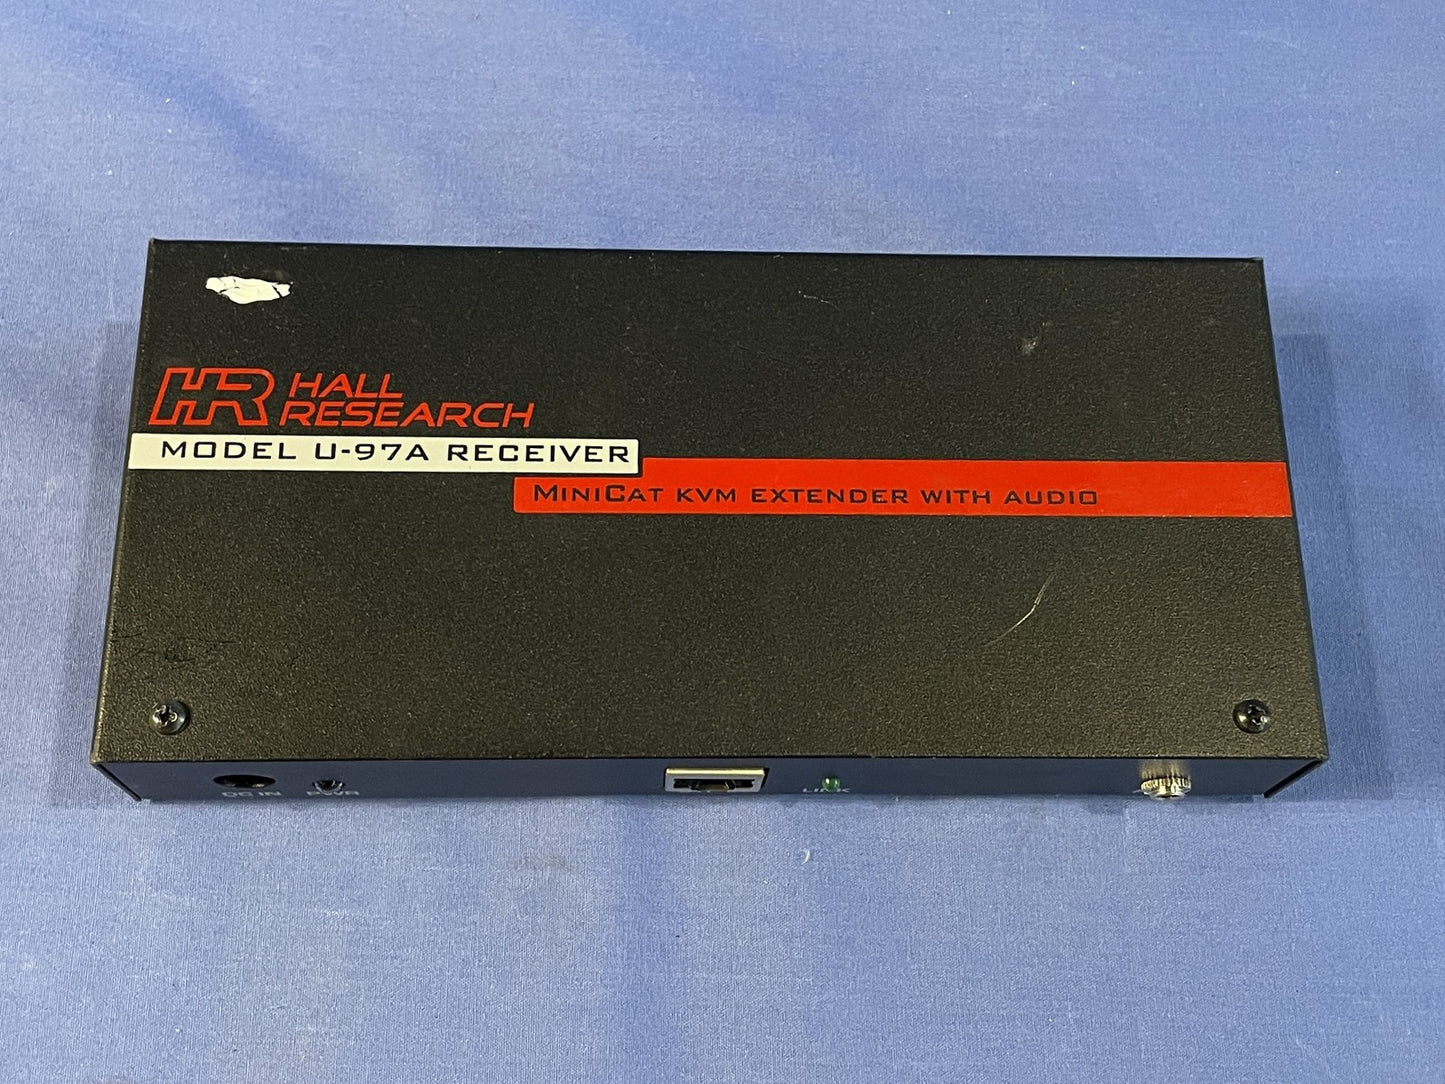 HR HALL
RESEARCH
MODEL U-97A RECEIVER
MINICAT KVM EXTENDER WITH AUDIO
DC IN PWR LINK